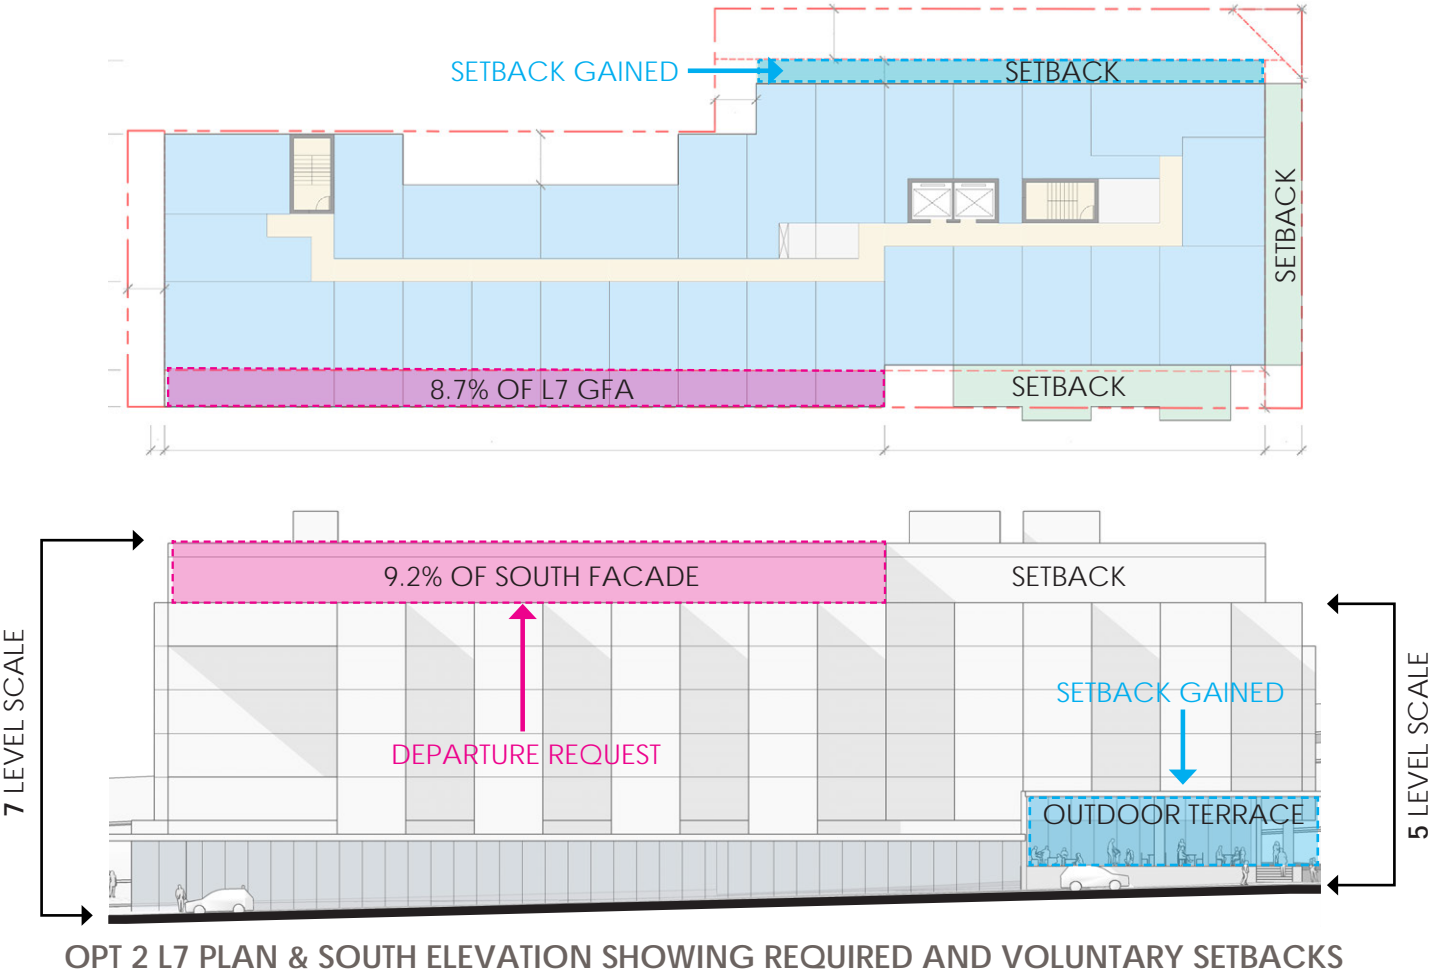 SETBACK GAINED
SETBACK
SETBACK
8.7% OF L7 GFA
SETBACK
9.2% OF SOUTH FACADE
SETBACK
7 LEVEL SCALE
DEPARTURE REQUEST
SETBACK GAINED
OUTDOOR TERRACE
5 LEVEL SCALE
OPT 2 L7 PLAN & SOUTH ELEVATION SHOWING REQUIRED AND VOLUNTARY SETBACKS